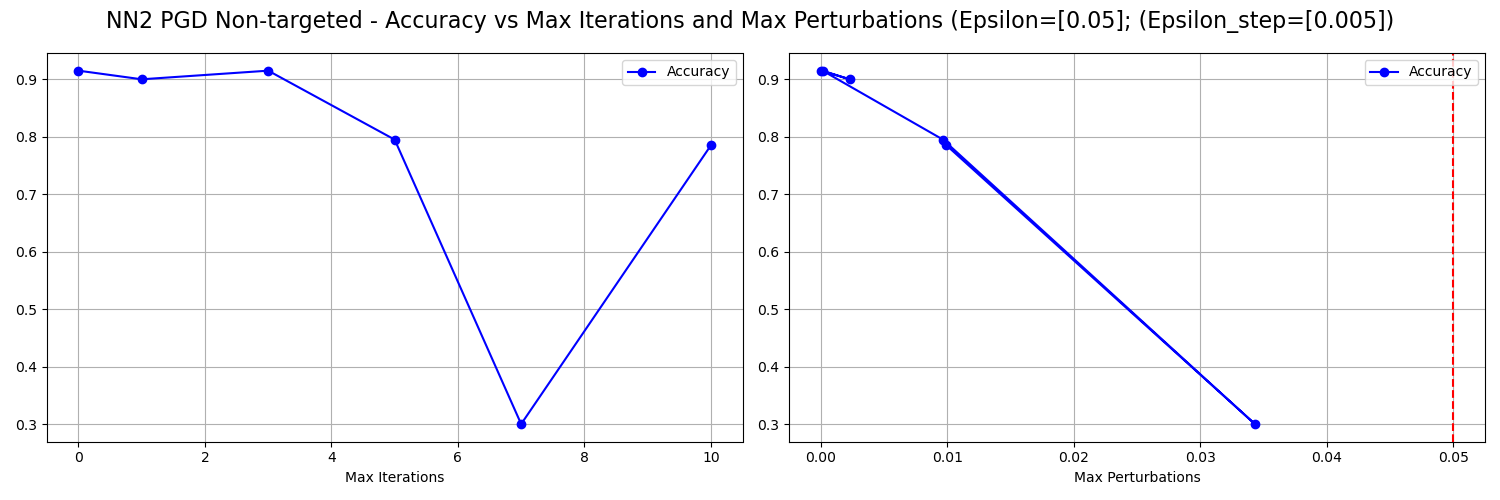 NN2 PGD Non-targeted - Accuracy vs Max Iterations and Max Perturbations (Epsilon=[0.05]; (Epsilon_step=[0.005])
Accuracy
0.9
0.8
0.7
0.6
0.5
0.4
0.3
0 2 4 6 8 10
Max Iterations
Accuracy
0.9
0.8
0.7
0.6
0.5
0.4
0.3
0.00 0.01 0.02 0.03 0.04 0.05
Max Perturbations